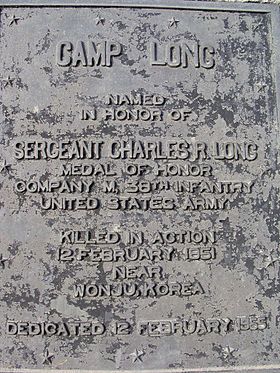 CAMP LONG
NAMED
IN HONOR OF
SERGEANT CHARLES R. LONG
MEDAL OF HONOR
COMPANY M, 38TH INFANTRY
UNITED STATES ARMY
KILLED IN ACTION
12 FEBRUARY 1951
NEAR
WONJU, KOREA
DEDICATED 12 FEBRUARY